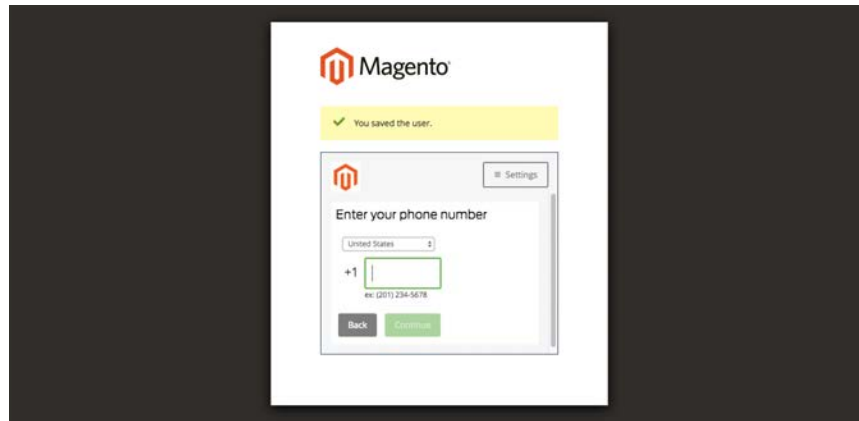 Magento
You saved the user.
Settings
Enter your phone number
United States
+1
ex: (201) 234-5678
Back
Continue